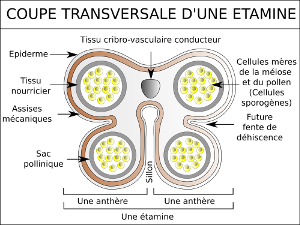 COUPE TRANSVERSALE D'UNE ETAMINE
Tissu cribro-vasculaire conducteur
Epiderme
Tissu
nourricier
Assises
mécaniques
Sac
pollinique
Cellules mères
de la méiose et
du pollen
(Cellules
sporogènes)
Future
fente de
déhiscence
Sillon
Une anthère
Une anthère
Une étamine